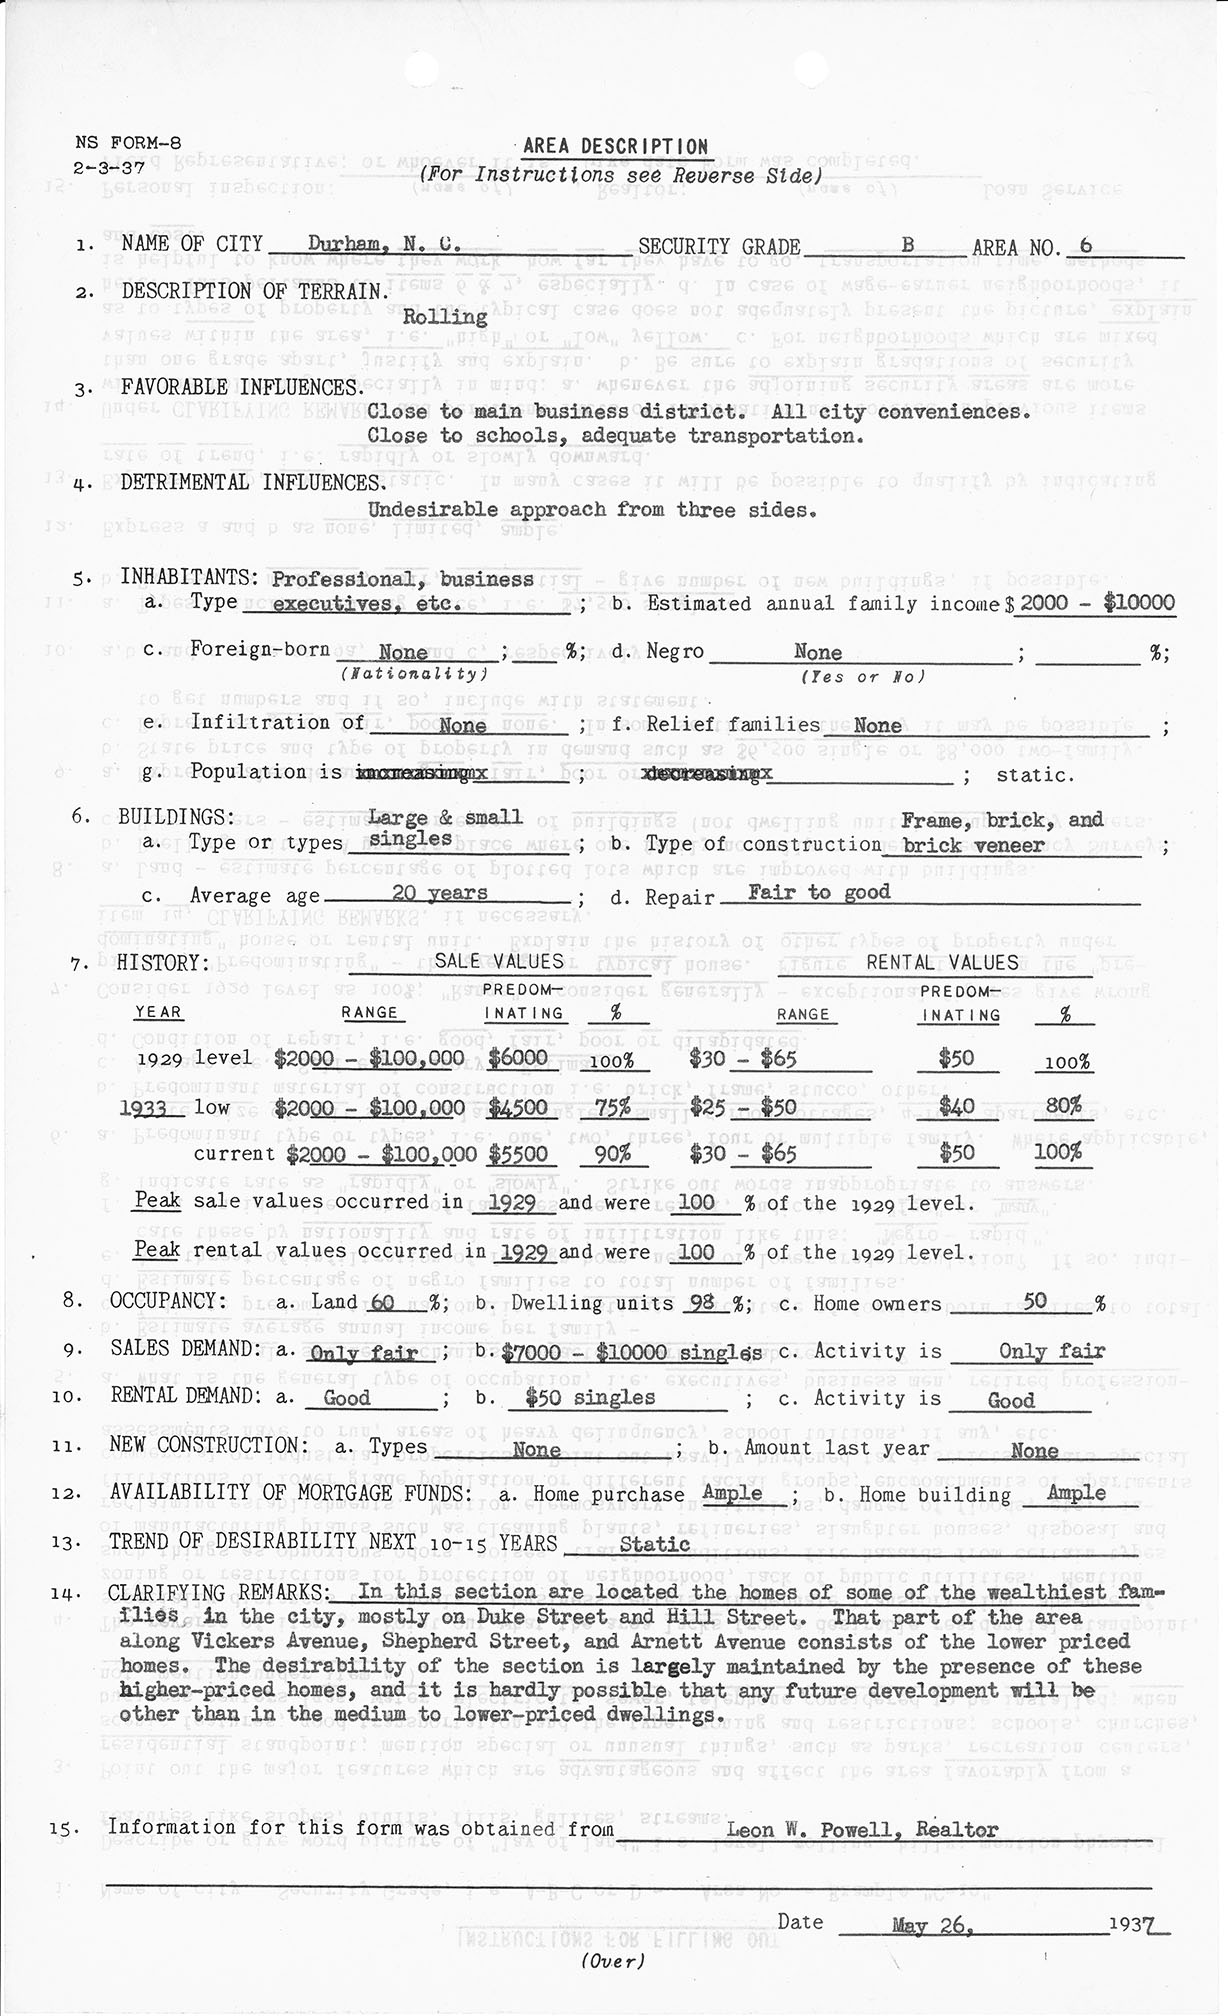 NS FORM-8
2-3-37
AREA DESCRIPTION
(For Instructions see Reverse Side)
1. NAME OF CITY Durham, N. C. SECURITY GRADE B AREA NO. 6
2. DESCRIPTION OF TERRAIN.
Rolling
3. FAVORABLE INFLUENCES.
Close to main business district. All city conveniences.
Close to schools, adequate transportation.
4. DETRIMENTAL INFLUENCES.
Undesirable approach from three sides.
5. INHABITANTS: Professional, business
a. Type executives, etc. ; b. Estimated annual family income $ 2000 - $10000
c. Foreign-born None ; %; d. Negro None ; %;
(Nationality) (Yes or No)
e. Infiltration of None ; f. Relief families None ;
g. Population is increasing ; decreasing ; static.
6. BUILDINGS: Large & small Frame, brick, and
a. Type or types singles ; b. Type of construction brick veneer ;
c. Average age 20 years ; d. Repair Fair to good
7. HISTORY: SALE VALUES RENTAL VALUES
PREDOM- PREDOM-
YEAR RANGE INATING % RANGE INATING %
1929 level $2000 - $100,000 $6000 100% $30 - $65 $50 100%
1933 low $2000 - $100,000 $4500 75% $25 - $50 $40 80%
current $2000 - $100,000 $5500 90% $30 - $65 $50 100%
Peak sale values occurred in 1929 and were 100 % of the 1929 level.
Peak rental values occurred in 1929 and were 100 % of the 1929 level.
8. OCCUPANCY: a. Land 60 %; b. Dwelling units 98 %; c. Home owners 50 %
9. SALES DEMAND: a. Only fair ; b. $7000 - $10000 singles c. Activity is Only fair
10. RENTAL DEMAND: a. Good ; b. $50 singles ; c. Activity is Good
11. NEW CONSTRUCTION: a. Types None ; b. Amount last year None
12. AVAILABILITY OF MORTGAGE FUNDS: a. Home purchase Ample ; b. Home building Ample
13. TREND OF DESIRABILITY NEXT 10-15 YEARS Static
14. CLARIFYING REMARKS: In this section are located the homes of some of the wealthiest fam-
ilies in the city, mostly on Duke Street and Hill Street. That part of the area
along Vickers Avenue, Shepherd Street, and Arnett Avenue consists of the lower priced
homes. The desirability of the section is largely maintained by the presence of these
higher-priced homes, and it is hardly possible that any future development will be
other than in the medium to lower-priced dwellings.
15. Information for this form was obtained from Leon W. Powell, Realtor
Date May 26, 1937
(Over)